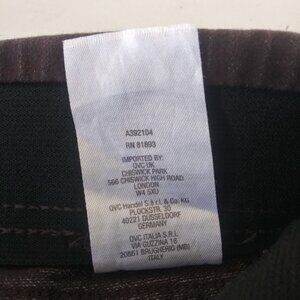 A392104
RN 81893
IMPORTED BY:
QVC UK
CHISWICK PARK
566 CHISWICK HIGH ROAD
LONDON
W4 5XU
QVC Handel S.à r.l. & Co. KG
PLOCKSTR. 30
40221 DÜSSELDORF
GERMANY
QVC ITALIA S.R.L
VIA GUZZINA 18
20861 BRUGHERIO (MB)
ITALY